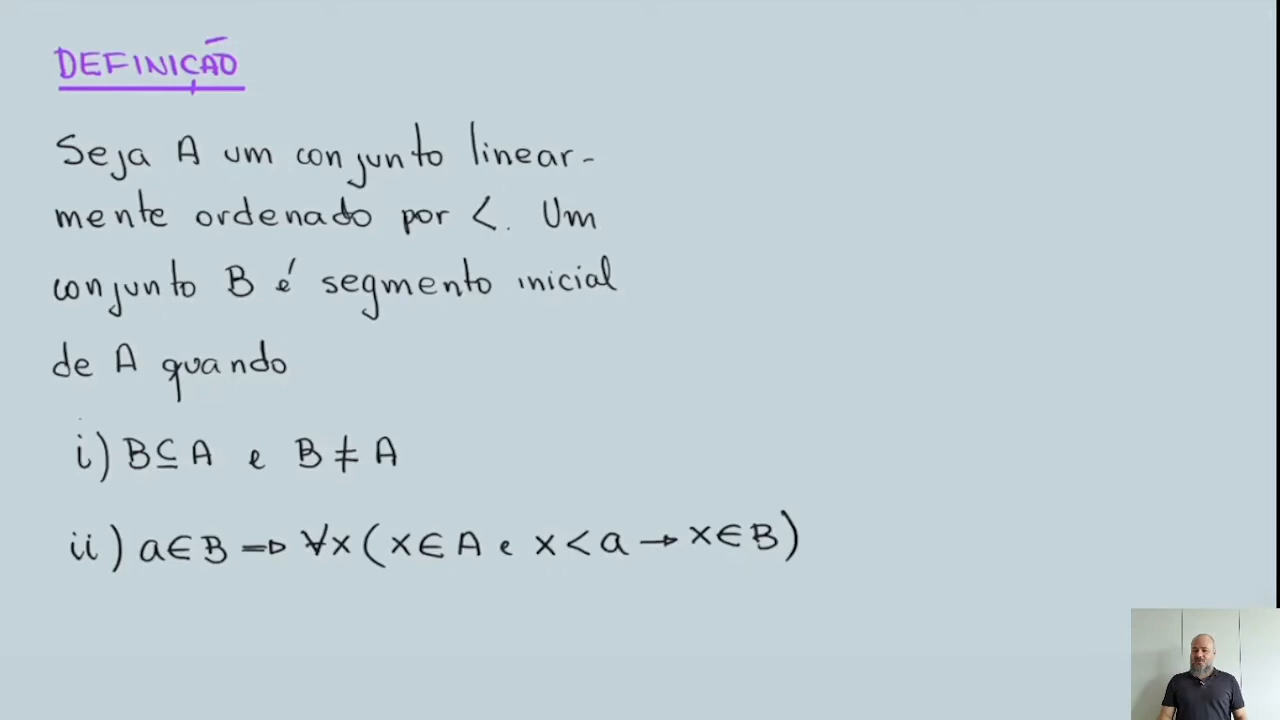 DEFINIÇÃO
Seja A um conjunto linear-
mente ordenado por <. Um
conjunto B é segmento inicial
de A quando
i) B⊆A e B≠A
ii) a∈B ⇒ ∀x(x∈A e x<a → x∈B)